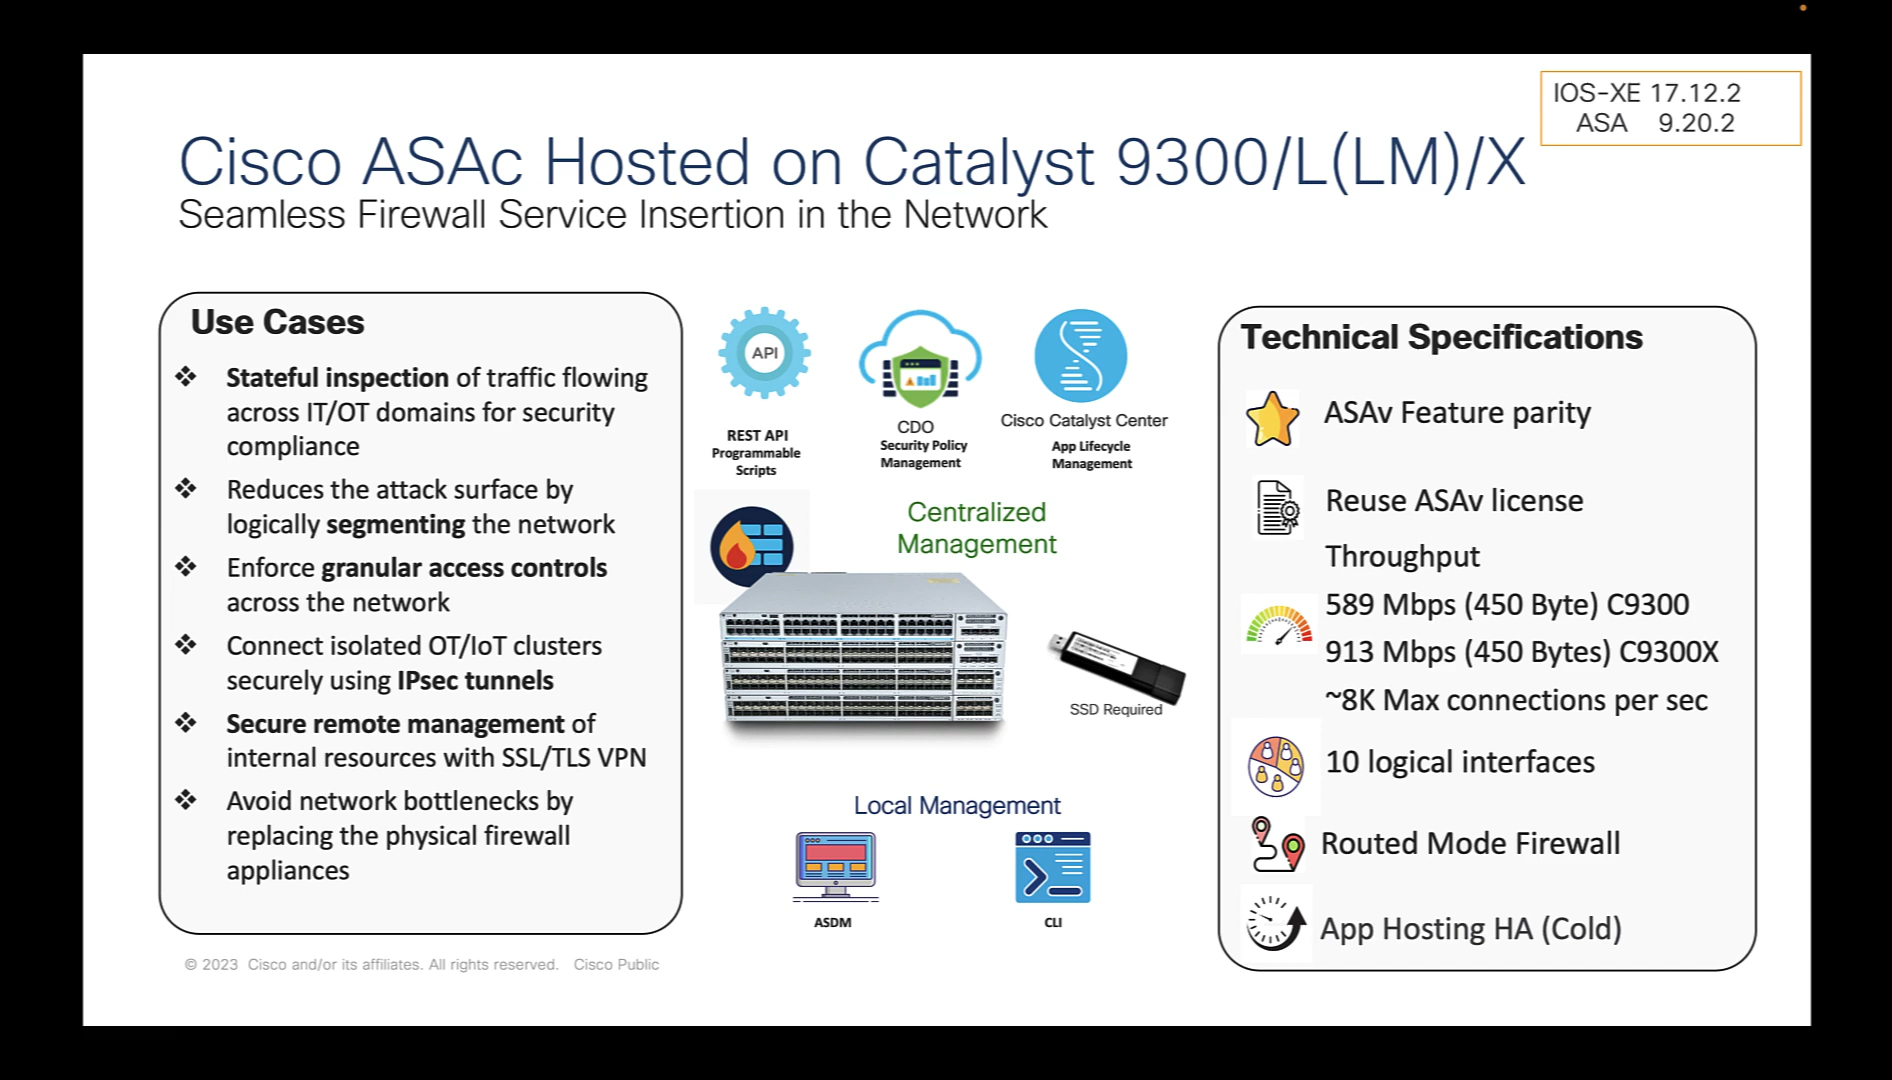 IOS-XE 17.12.2
ASA 9.20.2
Cisco ASAc Hosted on Catalyst 9300/L(LM)/X
Seamless Firewall Service Insertion in the Network
Use Cases
❖ Stateful inspection of traffic flowing
across IT/OT domains for security
compliance
❖ Reduces the attack surface by
logically segmenting the network
❖ Enforce granular access controls
across the network
❖ Connect isolated OT/IoT clusters
securely using IPsec tunnels
❖ Secure remote management of
internal resources with SSL/TLS VPN
❖ Avoid network bottlenecks by
replacing the physical firewall
appliances
API
REST API
Programmable
Scripts
CDO
Security Policy
Management
Cisco Catalyst Center
App Lifecycle
Management
Centralized
Management
SSD Required
Local Management
ASDM
CLI
Technical Specifications
ASAv Feature parity
Reuse ASAv license
Throughput
589 Mbps (450 Byte) C9300
913 Mbps (450 Bytes) C9300X
~8K Max connections per sec
10 logical interfaces
Routed Mode Firewall
App Hosting HA (Cold)
© 2023 Cisco and/or its affiliates. All rights reserved. Cisco Public